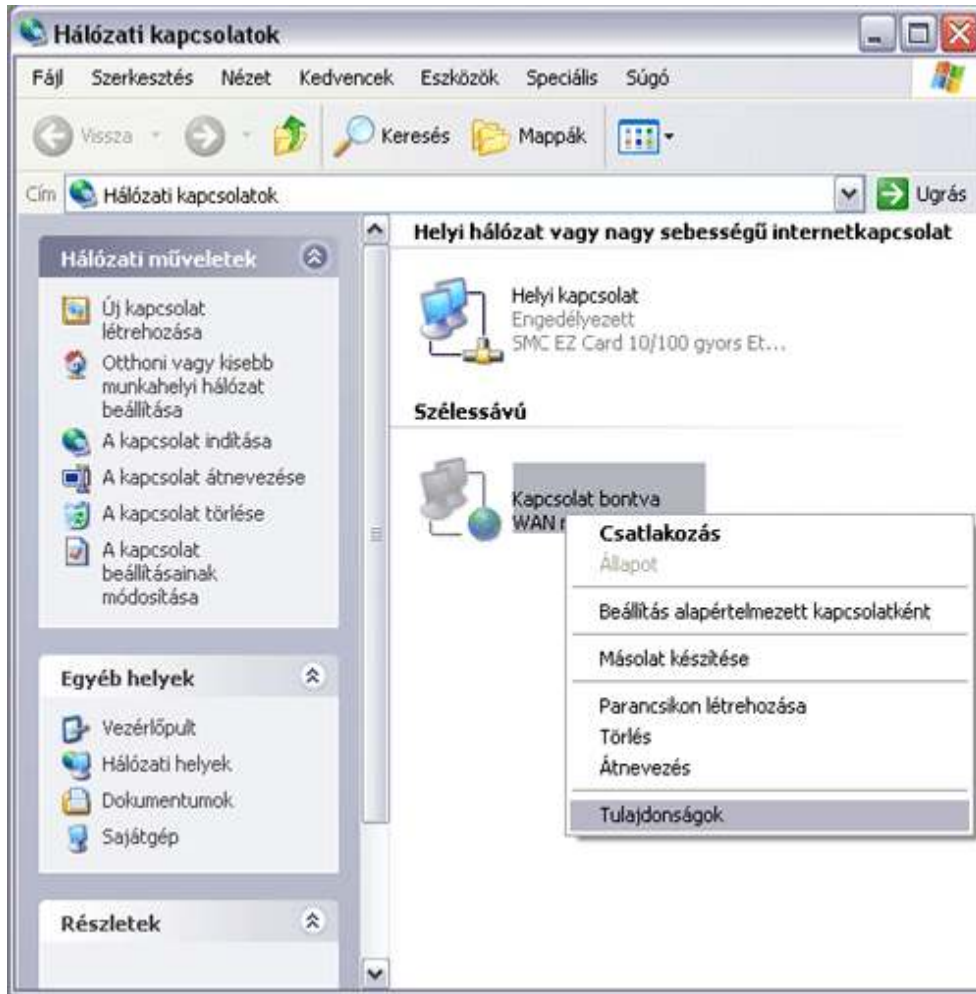 Hálózati kapcsolatok
Fájl Szerkesztés Nézet Kedvencek Eszközök Speciális Súgó
Vissza Keresés Mappák
Cím Hálózati kapcsolatok Ugrás
Hálózati műveletek
Új kapcsolat
létrehozása
Otthoni vagy kisebb
munkahelyi hálózat
beállítása
A kapcsolat indítása
A kapcsolat átnevezése
A kapcsolat törlése
A kapcsolat
beállításainak
módosítása
Egyéb helyek
Vezérlőpult
Hálózati helyek
Dokumentumok
Sajátgép
Részletek
Helyi hálózat vagy nagy sebességű internetkapcsolat
Helyi kapcsolat
Engedélyezett
SMC EZ Card 10/100 gyors Et...
Szélessávú
Kapcsolat bontva
WAN
Csatlakozás
Állapot
Beállítás alapértelmezett kapcsolatként
Másolat készítése
Parancsikon létrehozása
Törlés
Átnevezés
Tulajdonságok